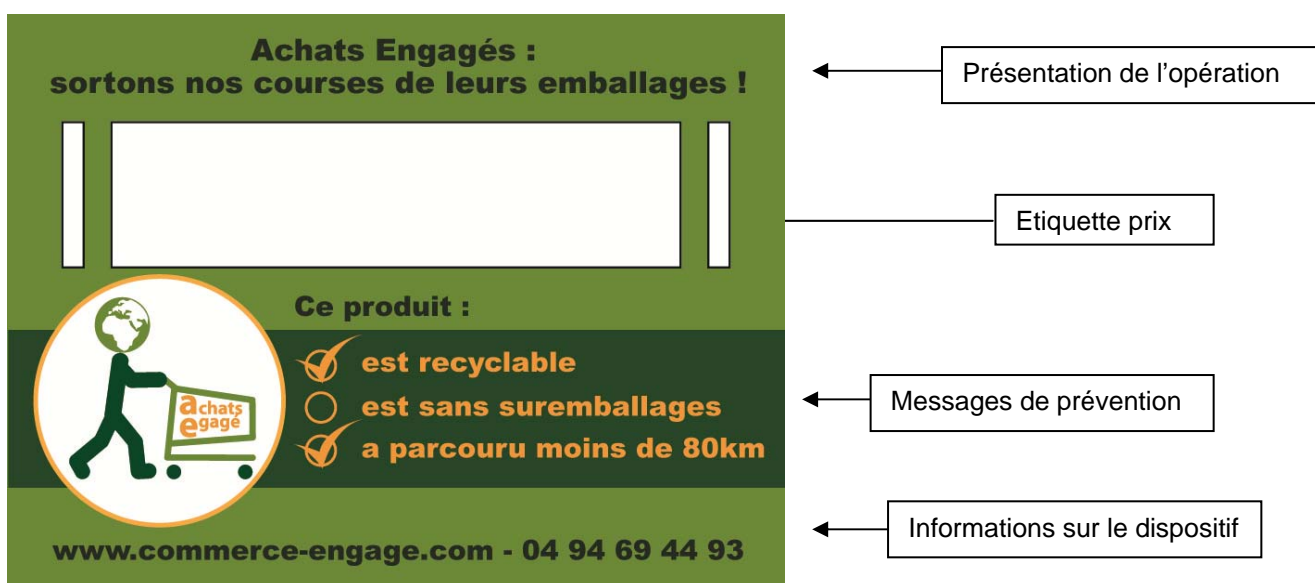 Achats Engagés :
sortons nos courses de leurs emballages !
Présentation de l’opération
Etiquette prix
Ce produit :
est recyclable
est sans suremballages
a parcouru moins de 80km
achats
egagé
Messages de prévention
www.commerce-engage.com - 04 94 69 44 93
Informations sur le dispositif